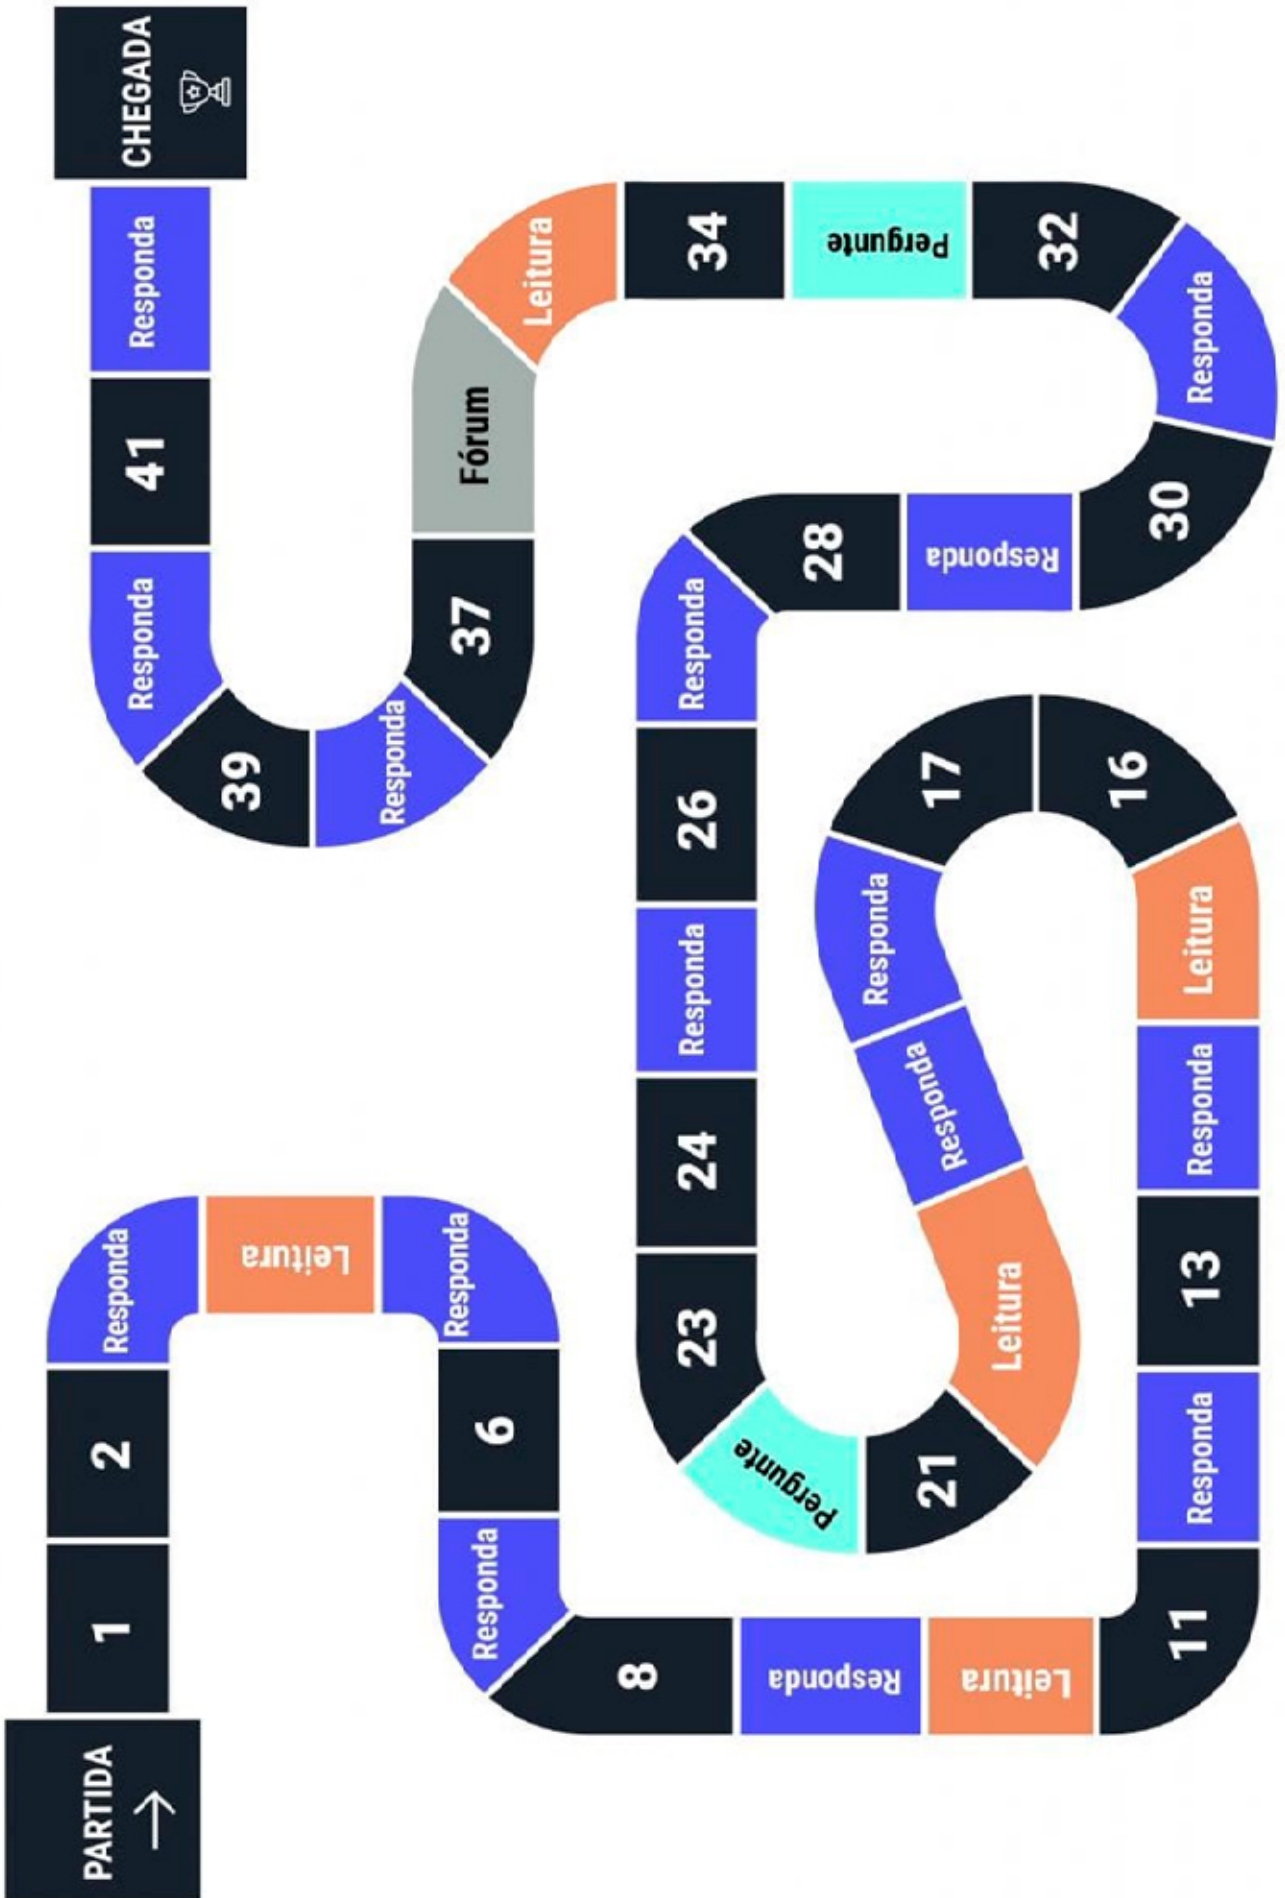 PARTIDA
1
2
Responda
Leitura
Responda
6
Responda
8
Responda
Leitura
11
Responda
13
Responda
Leitura
16
17
Responda
Responda
Leitura
21
Pergunte
23
24
Responda
26
Responda
28
Responda
30
Responda
32
Pergunte
34
Leitura
Fórum
37
Responda
39
Responda
41
Responda
CHEGADA